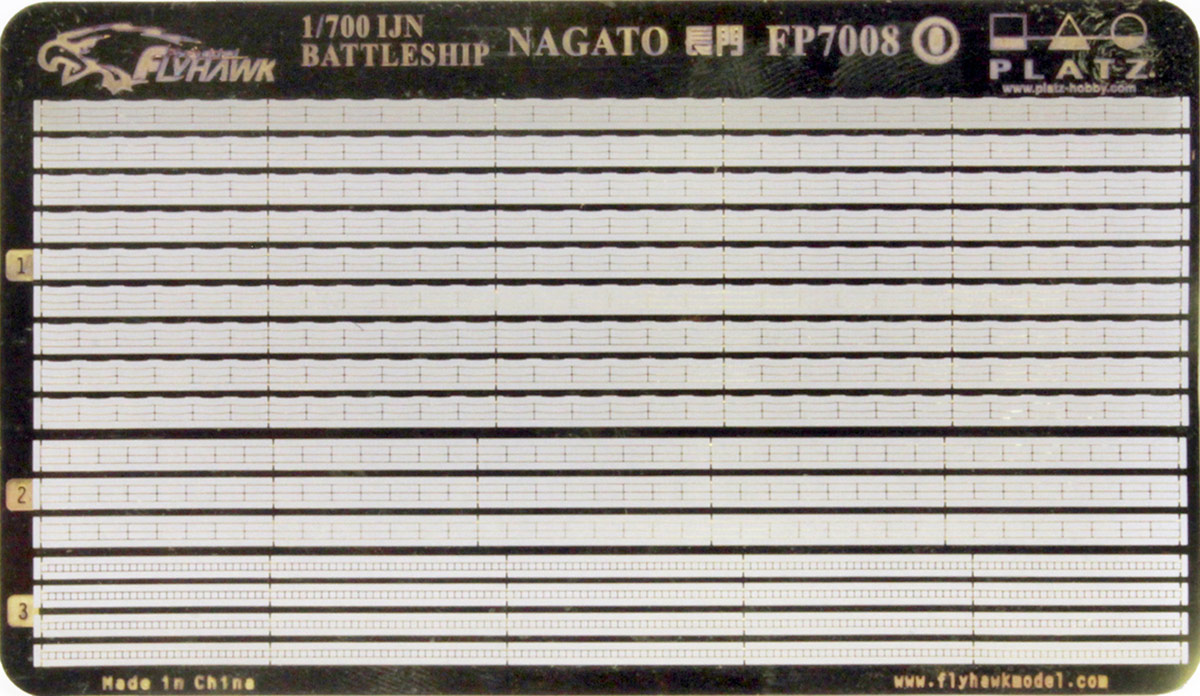 FLYHAWK
1/700 IJN
BATTLESHIP
NAGATO 長門 FP7008
PLATZ
www.platz-hobby.com
1
2
3
Made in China
www.flyhawkmodel.com